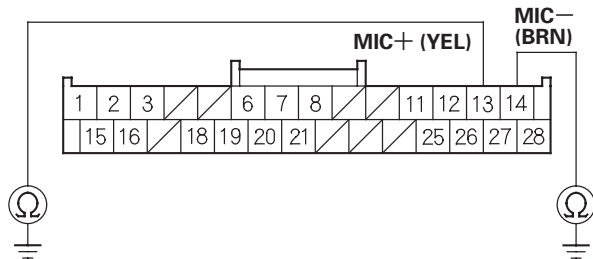 MIC－
MIC＋ (YEL)
(BRN)
1 2 3 6 7 8 11 12 13 14
15 16 18 19 20 21 25 26 27 28
Ω Ω